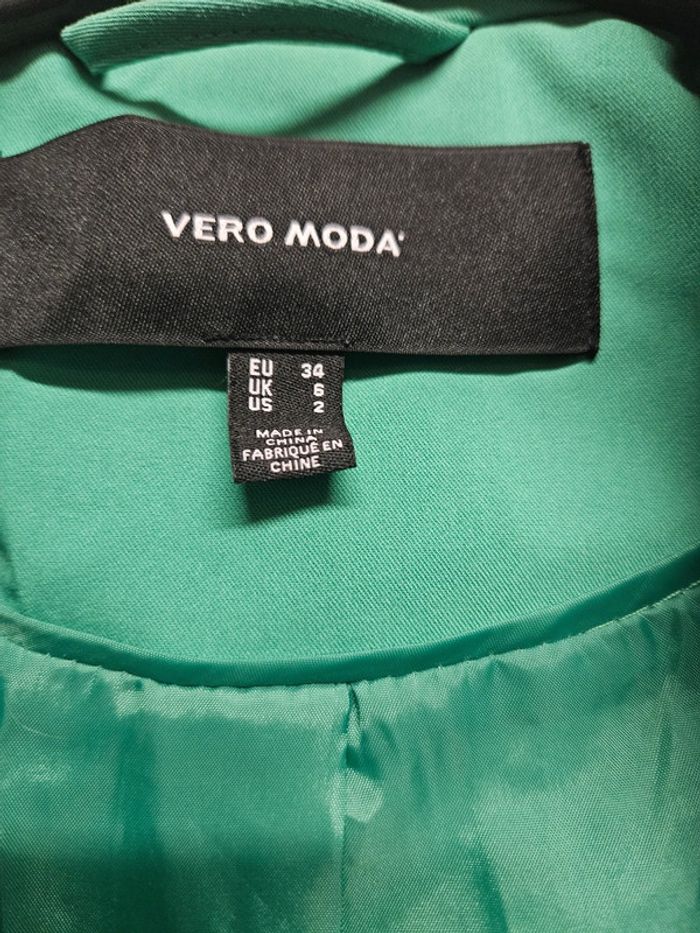 VERO MODA
EU 34
UK 6
US 2
MADE IN
CHINA
FABRIQUÉ EN
CHINE